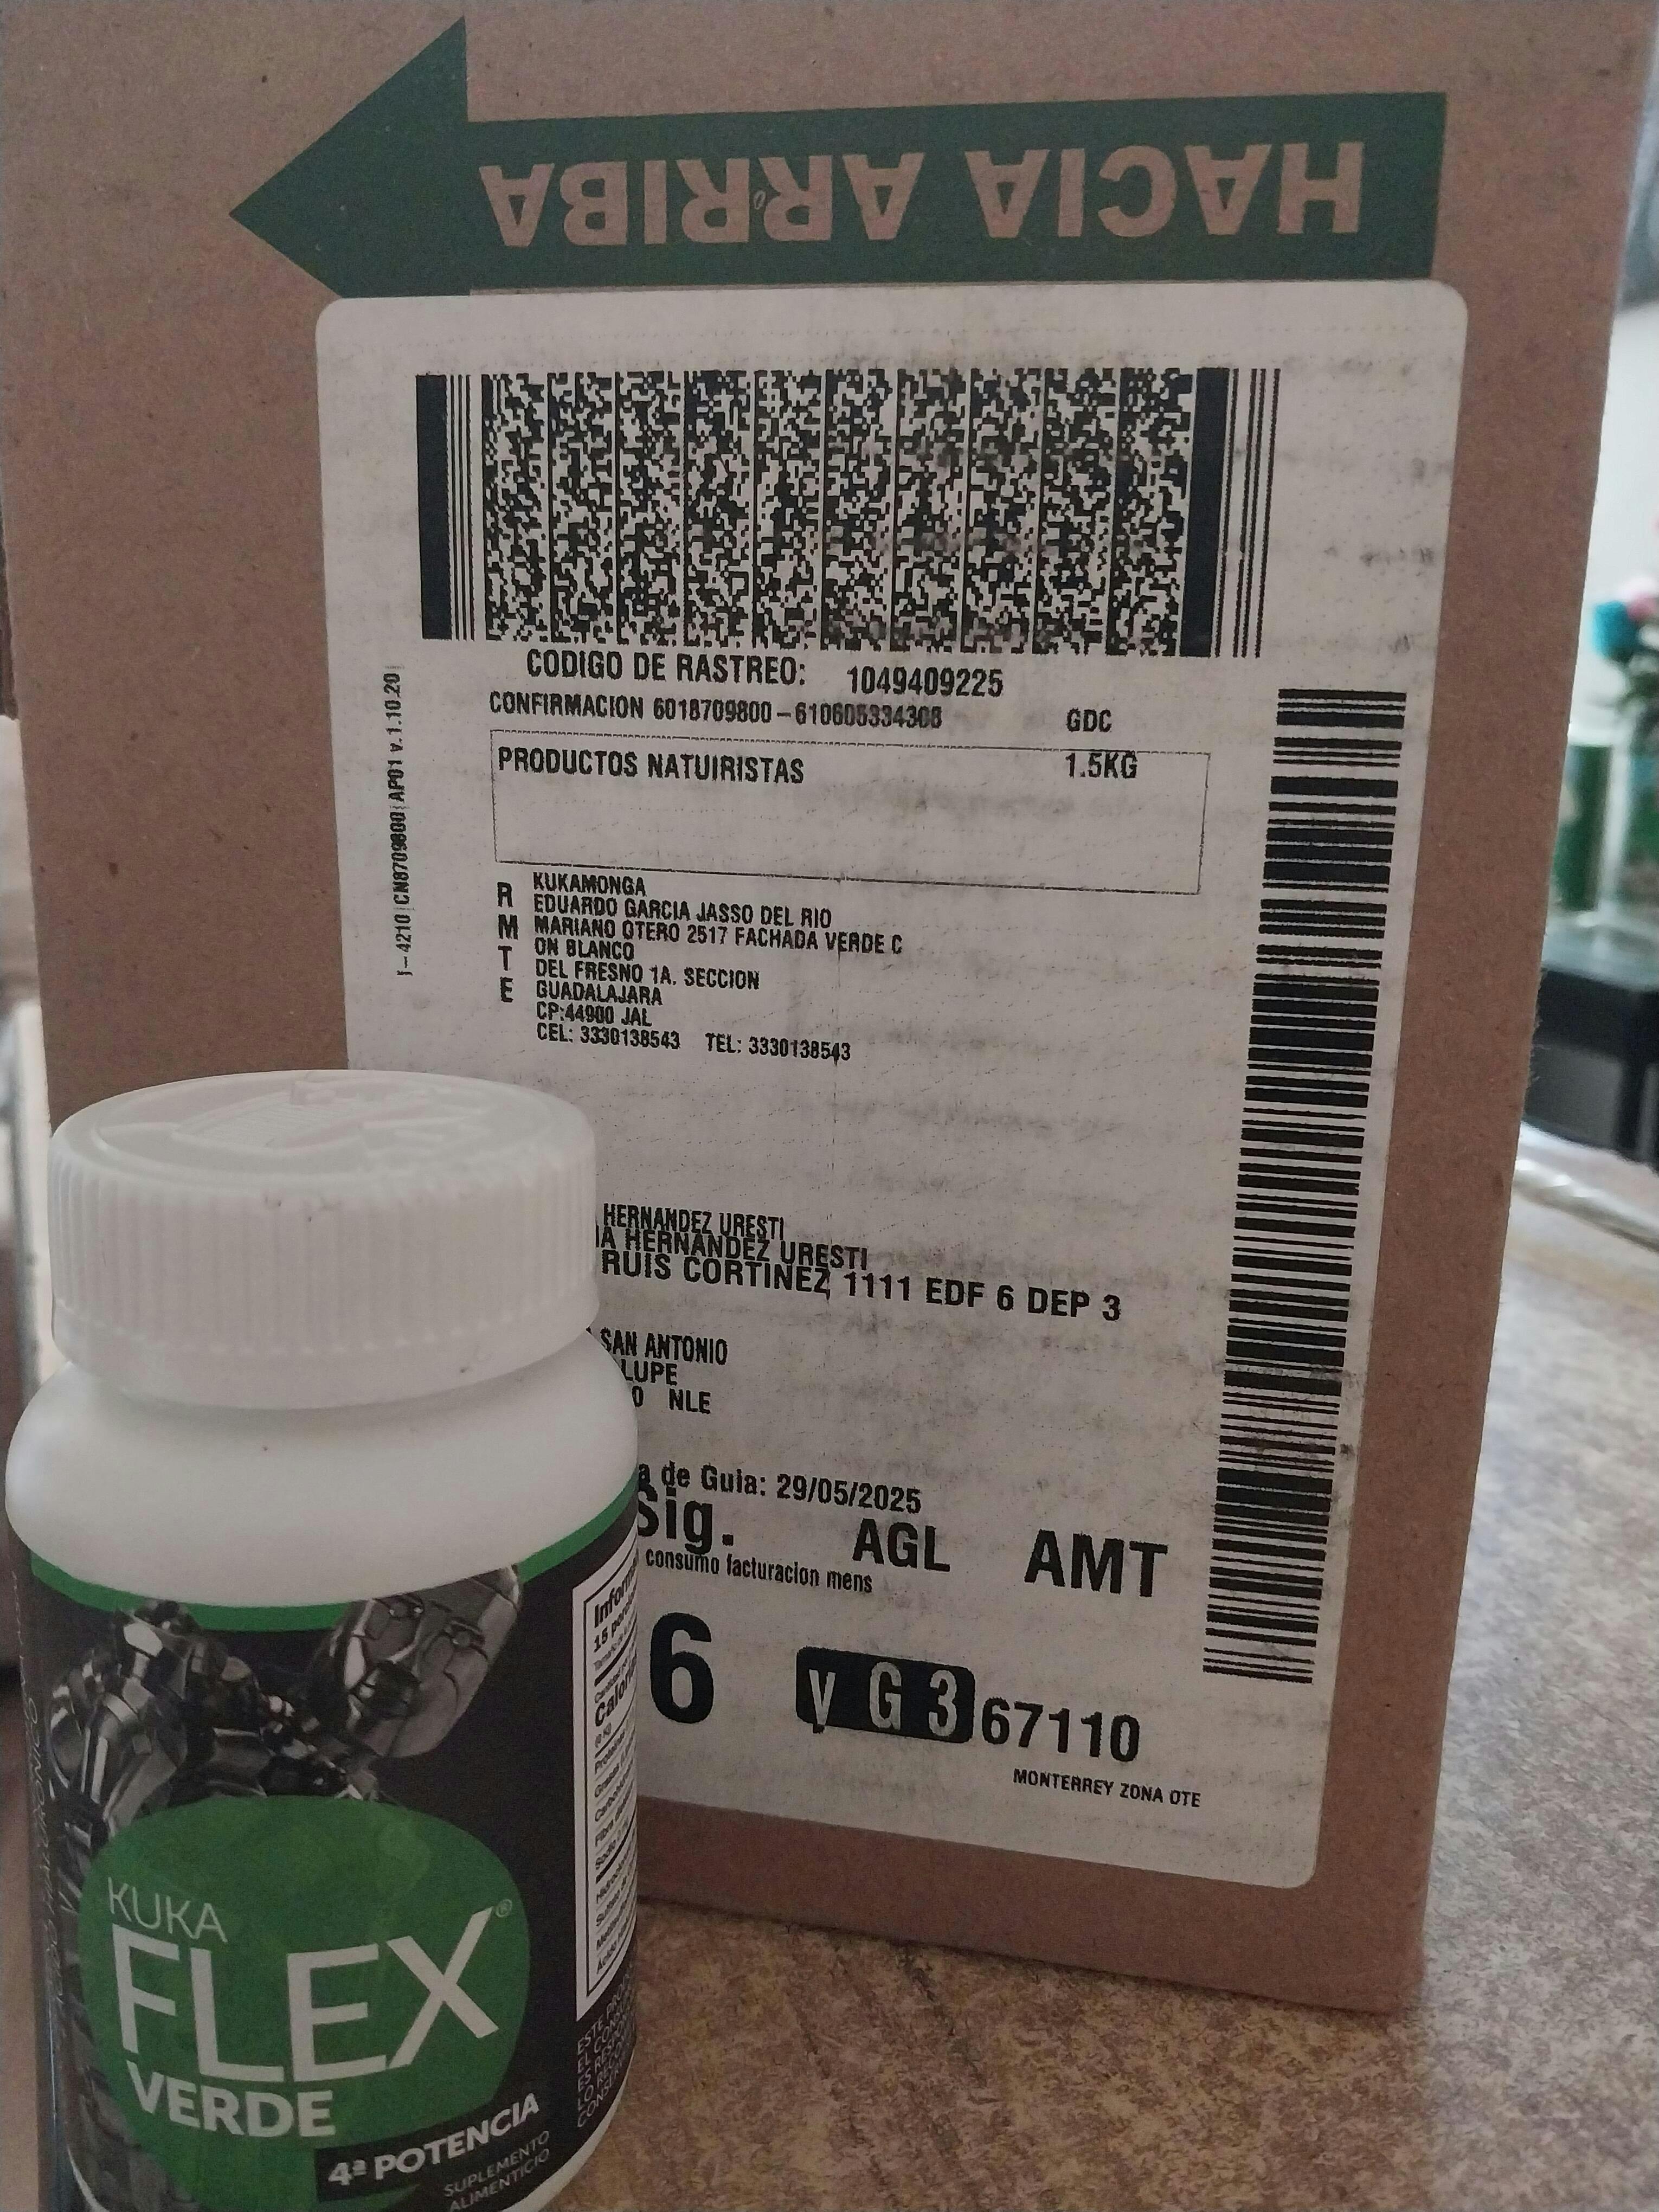 HACIA ARRIBA
CODIGO DE RASTREO: 1049409225
CONFIRMACION 6018709800-610605334308 GDC
PRODUCTOS NATUIRISTAS 1.5KG
KUKAMONGA
R EDUARDO GARCIA JASSO DEL RIO
M MARIANO OTERO 2517 FACHADA VERDE C
T ON BLANCO
DEL FRESNO 1A. SECCION
E GUADALAJARA
CP:44900 JAL
CEL: 3330138543 TEL: 3330138543
HERNANDEZ URESTI
IA HERNANDEZ URESTI
RUIS CORTINEZ 1111 EDF 6 DEP 3
SAN ANTONIO
LUPE
0 NLE
a de Guia: 29/05/2025
Sig. AGL AMT
consumo facturacion mens
6 V G 3 67110
MONTERREY ZONA OTE
4210|CN8709800|AP01 v.1.10.20|
KUKA
FLEX®
VERDE
4ª POTENCIA
SUPLEMENTO
ALIMENTICIO